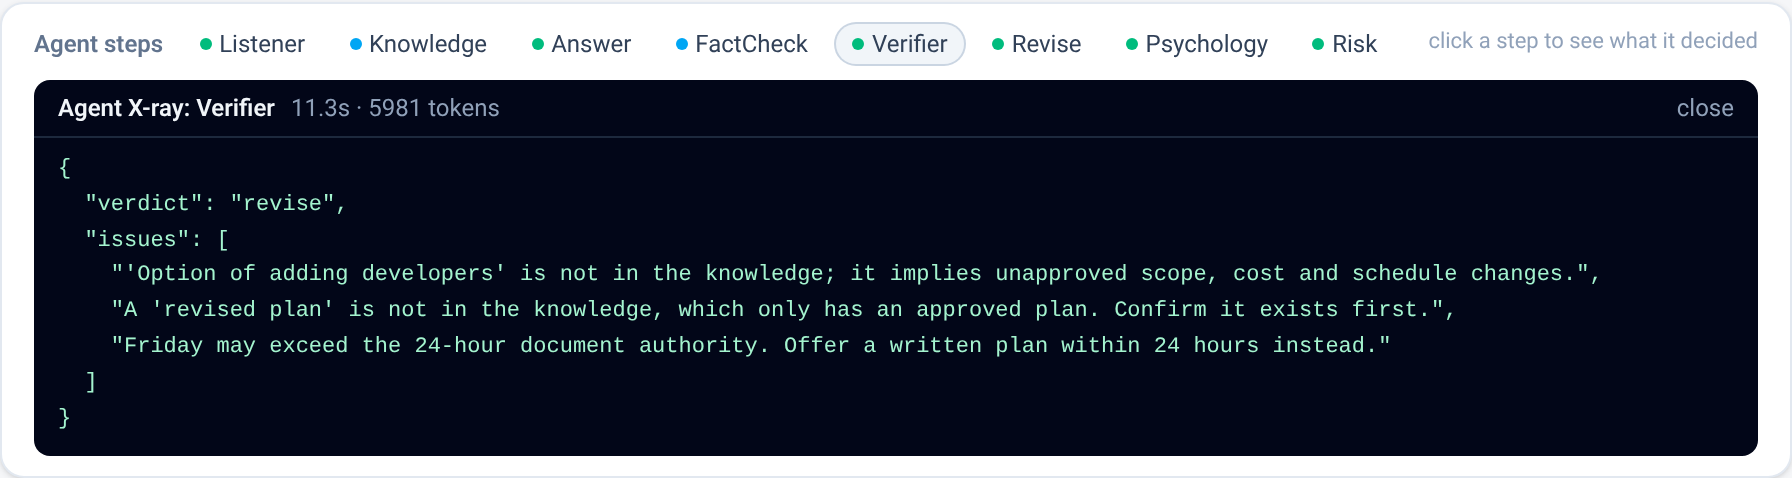 Agent steps Listener Knowledge Answer FactCheck Verifier Revise Psychology Risk click a step to see what it decided
Agent X-ray: Verifier 11.3s · 5981 tokens close
{
  "verdict": "revise",
  "issues": [
    "'Option of adding developers' is not in the knowledge; it implies unapproved scope, cost and schedule changes.",
    "A 'revised plan' is not in the knowledge, which only has an approved plan. Confirm it exists first.",
    "Friday may exceed the 24-hour document authority. Offer a written plan within 24 hours instead."
  ]
}